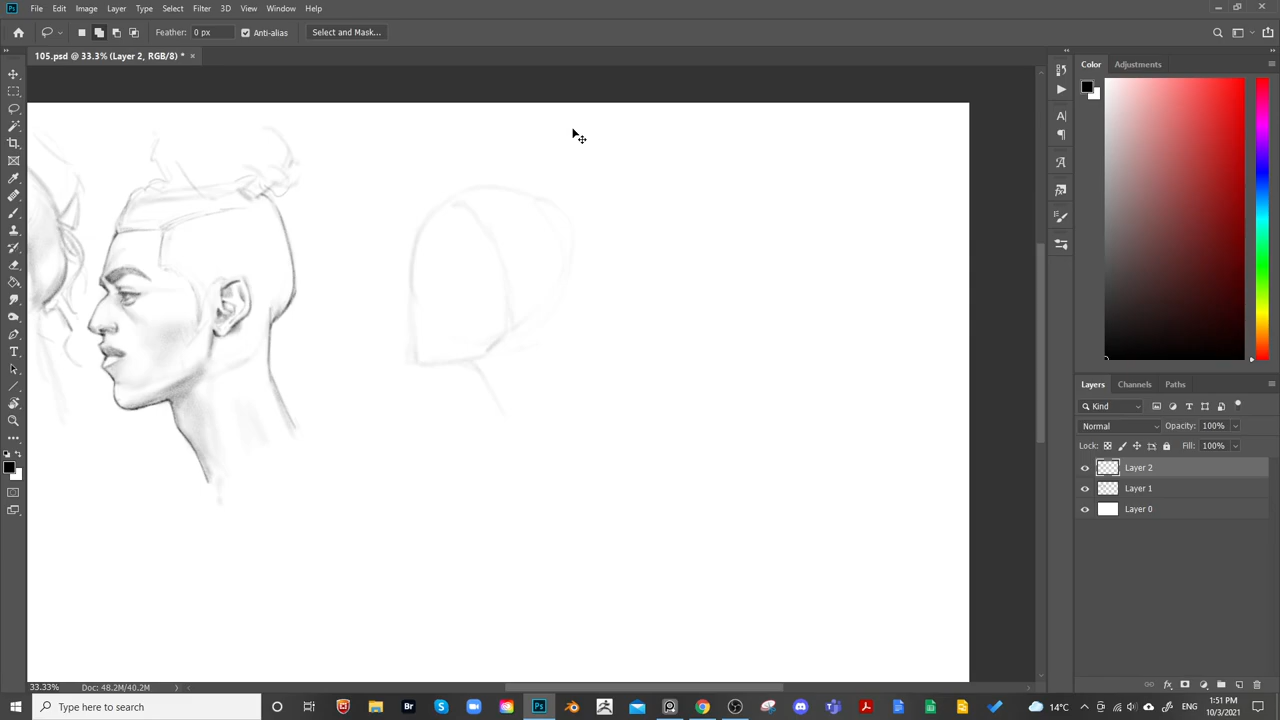 Ps File Edit Image Layer Type Select Filter 3D View Window Help
Feather: 0 px Anti-alias Select and Mask...
105.psd @ 33.3% (Layer 2, RGB/8) * ×
Color Adjustments
Layers Channels Paths
Kind
Normal Opacity: 100%
Lock: Fill: 100%
Layer 2
Layer 1
Layer 0
33.33% Doc: 48.2M/40.2M
Type here to search
Br
Ps
14°C ENG 1:51 PM
10/3/2021